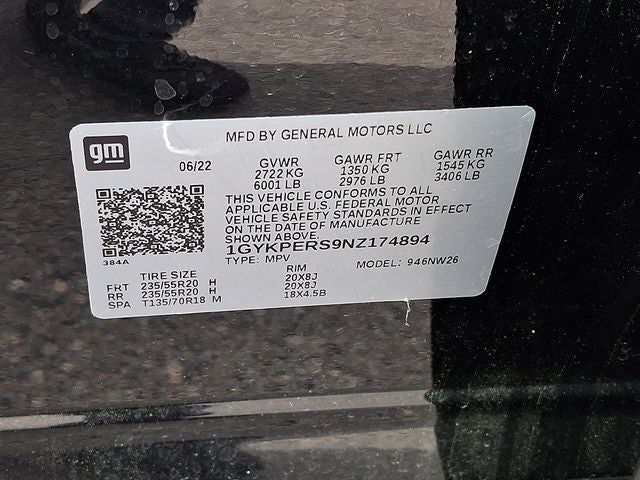 MFD BY GENERAL MOTORS LLC
gm
06/22 GVWR GAWR FRT GAWR RR
2722 KG 1350 KG 1545 KG
6001 LB 2976 LB 3406 LB
THIS VEHICLE CONFORMS TO ALL
APPLICABLE U.S. FEDERAL MOTOR
VEHICLE SAFETY STANDARDS IN EFFECT
ON THE DATE OF MANUFACTURE
SHOWN ABOVE.
1GYKPERS9NZ174894
384A
TYPE: MPV MODEL: 946NW26
TIRE SIZE RIM
FRT 235/55R20 H 20X8J
RR 235/55R20 H 20X8J
SPA T135/70R18 M 18X4.5B